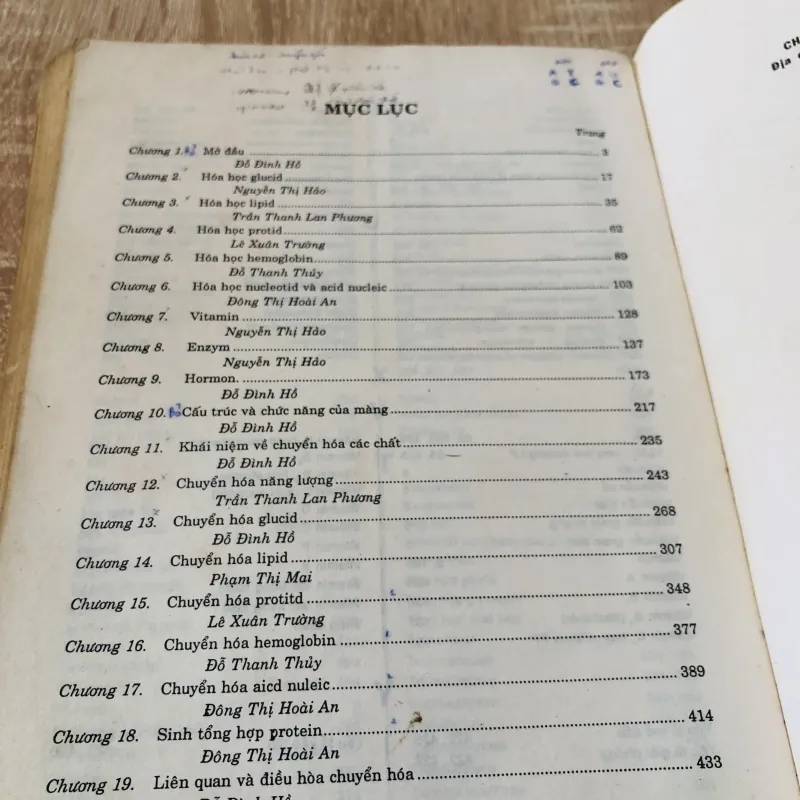 MỤC LỤC
Trang
Chương 1. Mở đầu 3
Đỗ Đình Hồ
Chương 2. Hóa học glucid 17
Nguyễn Thị Hảo
Chương 3. Hóa học lipid 35
Trần Thanh Lan Phương
Chương 4. Hóa học protid 62
Lê Xuân Trường
Chương 5. Hóa học hemoglobin 89
Đỗ Thanh Thủy
Chương 6. Hóa học nucleotid và acid nucleic 103
Đông Thị Hoài An
Chương 7. Vitamin 128
Nguyễn Thị Hảo
Chương 8. Enzym 137
Nguyễn Thị Hảo
Chương 9. Hormon. 173
Đỗ Đình Hồ
Chương 10. Cấu trúc và chức năng của màng 217
Đỗ Đình Hồ
Chương 11. Khái niệm về chuyển hóa các chất 235
Đỗ Đình Hồ
Chương 12. Chuyển hóa năng lượng 243
Trần Thanh Lan Phương
Chương 13. Chuyển hóa glucid 268
Đỗ Đình Hồ
Chương 14. Chuyển hóa lipid 307
Phạm Thị Mai
Chương 15. Chuyển hóa protitd 348
Lê Xuân Trường
Chương 16. Chuyển hóa hemoglobin 377
Đỗ Thanh Thủy
Chương 17. Chuyển hóa aicd nuleic 389
Đông Thị Hoài An
Chương 18. Sinh tổng hợp protein 414
Đông Thị Hoài An
Chương 19. Liên quan và điều hòa chuyển hóa 433
Đỗ Đình Hồ
CH
Địa